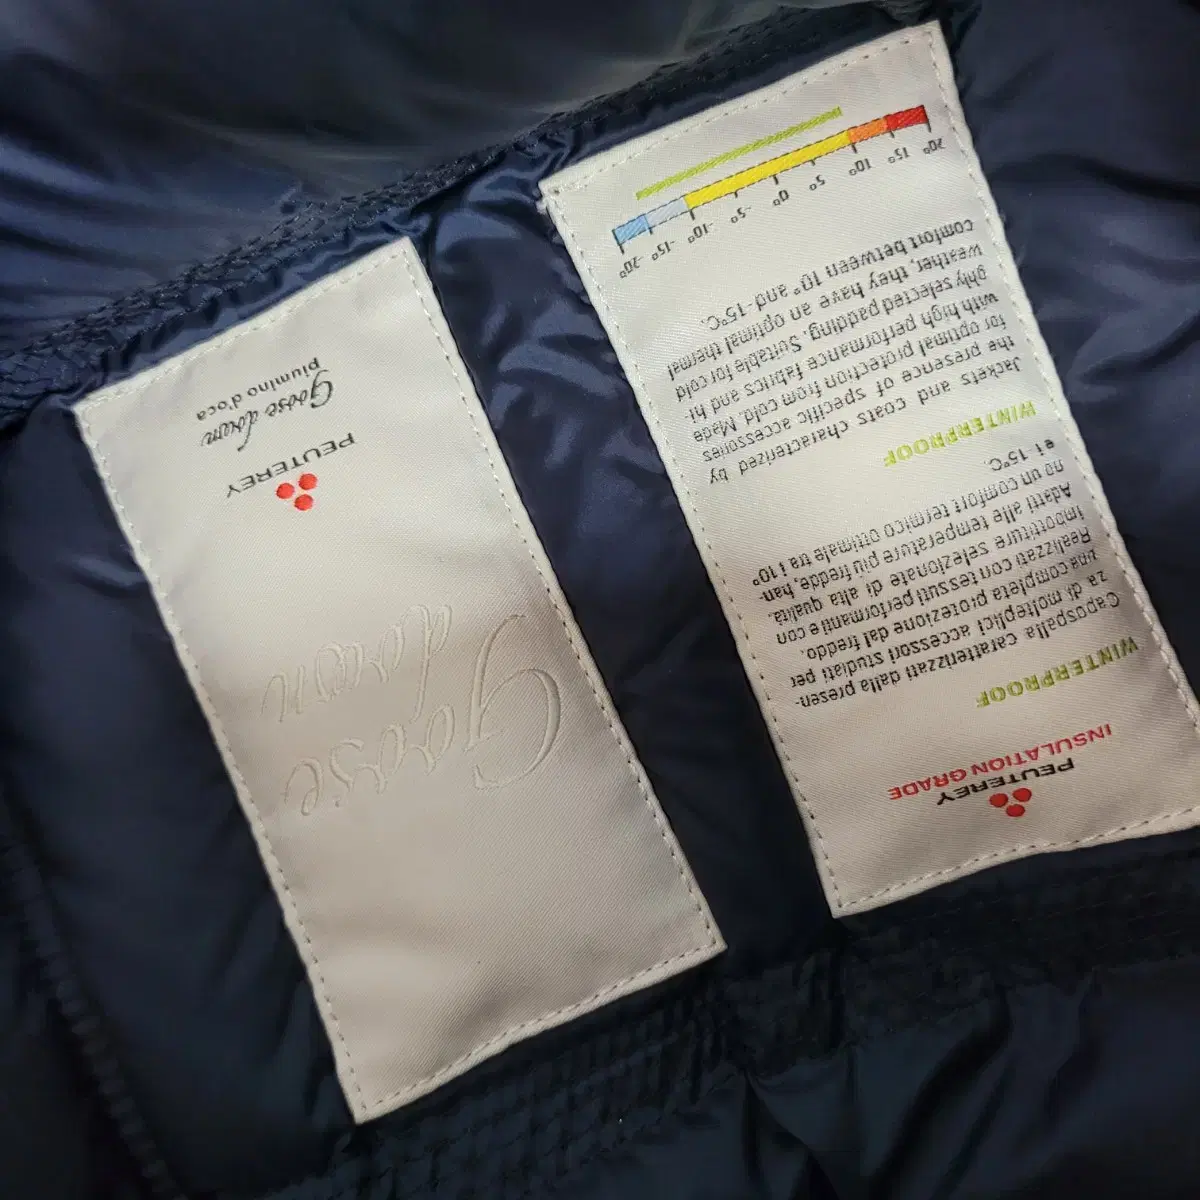 PEUTEREY
INSULATION GRADE
WINTERPROOF
Capospalla caratterizzati dalla presen-
za di molteplici accessori studiati per
una completa protezione dal freddo.
Realizzati con tessuti performanti e con
imbottiture selezionate di alta qualità.
Adatti alle temperature più fredde, han-
no un comfort termico ottimale tra i 10°
e i -15°C.
WINTERPROOF
Jackets and coats characterized by
the presence of specific accessories
for optimal protection from cold. Made
with high performance fabrics and hi-
ghly selected padding. Suitable for cold
weather, they have an optimal thermal
comfort between 10° and -15°C.
20° 15° 10° 5° 0° -5° -10° -15° -20°
Goose
down
PEUTEREY
Goose down
piumino d'oca